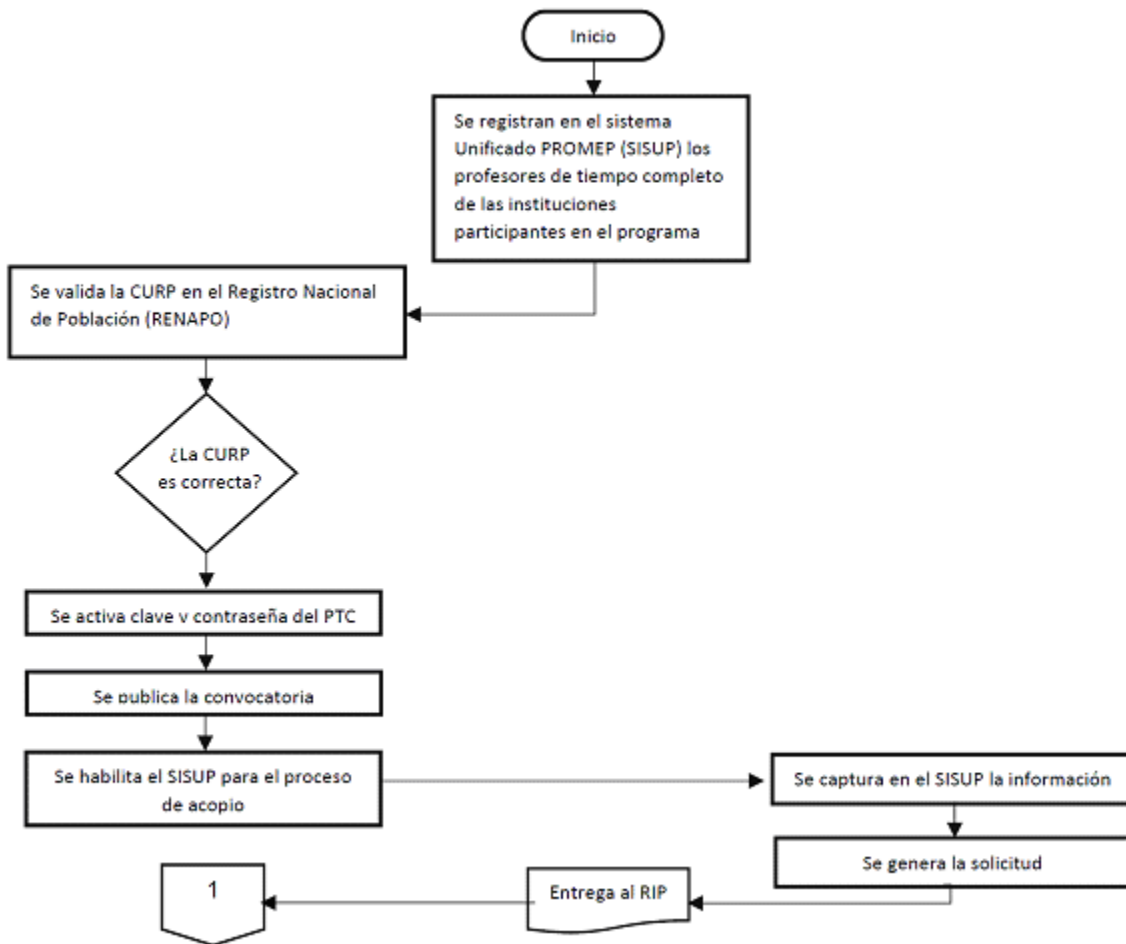 Inicio
Se registran en el sistema
Unificado PROMEP (SISUP) los
profesores de tiempo completo
de las instituciones
participantes en el programa
Se valida la CURP en el Registro Nacional
de Población (RENAPO)
¿La CURP
es correcta?
Se activa clave y contraseña del PTC
Se publica la convocatoria
Se habilita el SISUP para el proceso
de acopio
Se captura en el SISUP la información
Se genera la solicitud
Entrega al RIP
1